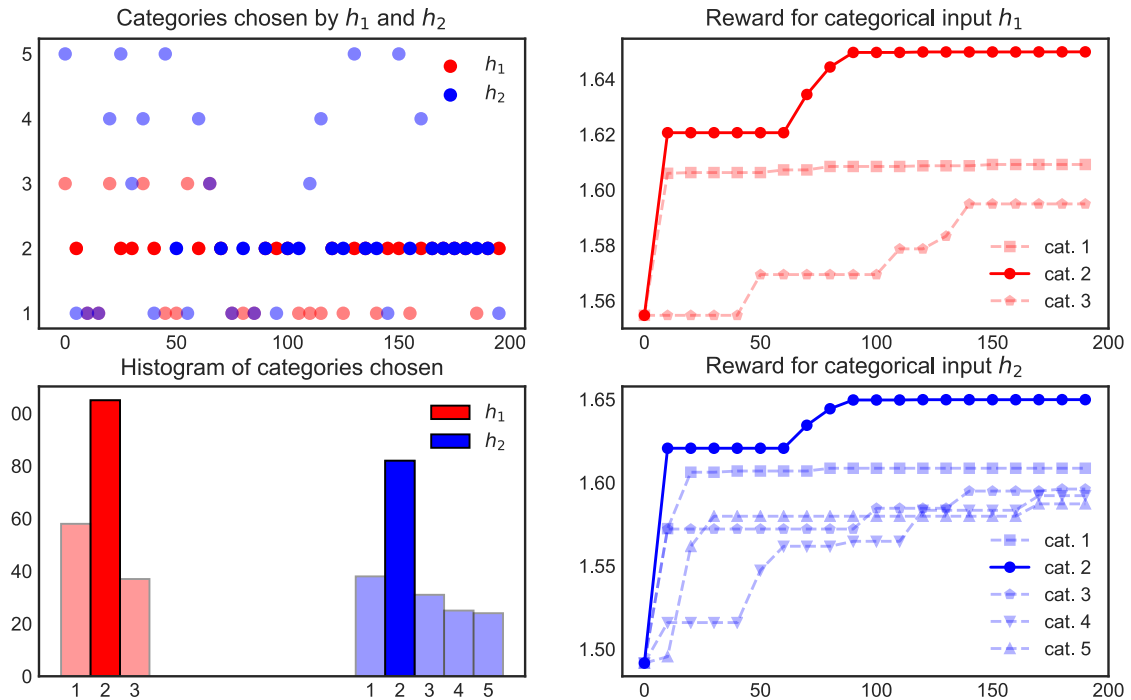 Categories chosen by h₁ and h₂
5
4
3
2
1
h₁
h₂
0 50 100 150 200
Reward for categorical input h₁
1.64
1.62
1.60
1.58
1.56
cat. 1
cat. 2
cat. 3
0 50 100 150 200
Histogram of categories chosen
00
80
60
40
20
0
h₁
h₂
1 2 3 1 2 3 4 5
Reward for categorical input h₂
1.65
1.60
1.55
1.50
cat. 1
cat. 2
cat. 3
cat. 4
cat. 5
0 50 100 150 200